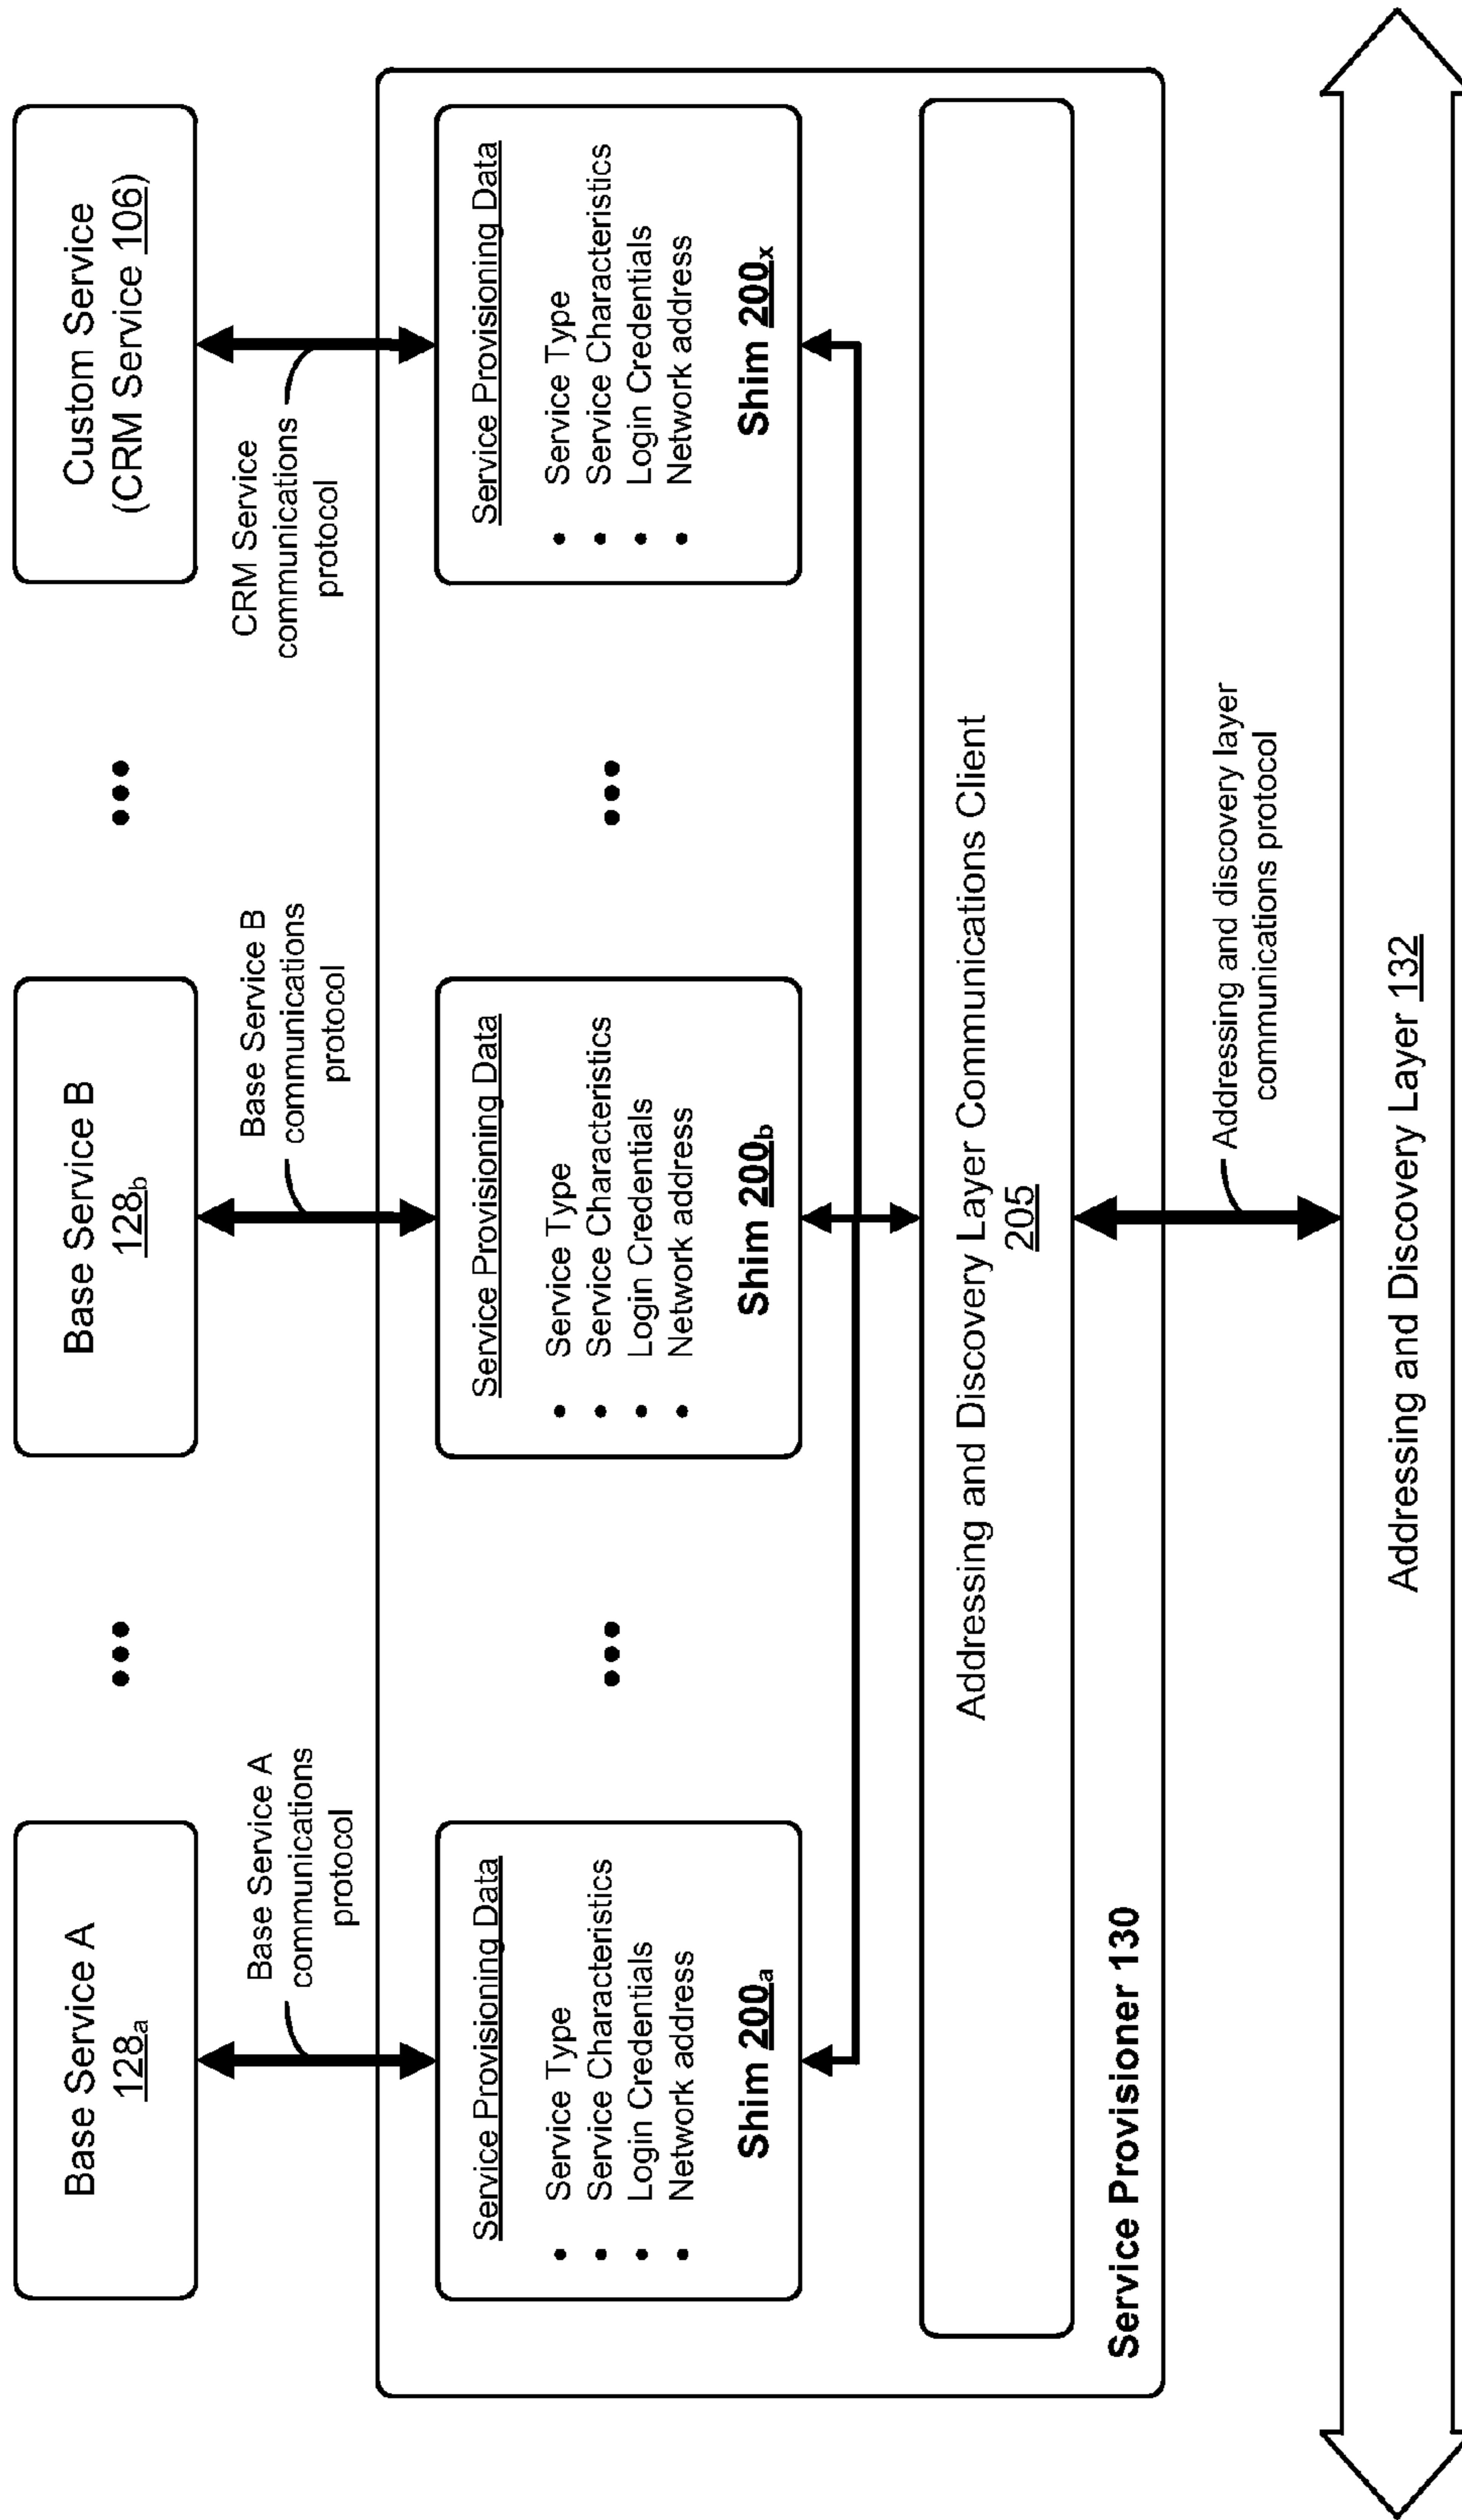 Base Service A
128a
Base Service B
128b
Custom Service
(CRM Service 106)
Base Service A
communications
protocol
Base Service B
communications
protocol
CRM Service
communications
protocol
Service Provisioning Data
• Service Type
• Service Characteristics
• Login Credentials
• Network address
Shim 200a
Service Provisioning Data
• Service Type
• Service Characteristics
• Login Credentials
• Network address
Shim 200b
Service Provisioning Data
• Service Type
• Service Characteristics
• Login Credentials
• Network address
Shim 200x
Addressing and Discovery Layer Communications Client
205
Service Provisioner 130
Addressing and discovery layer
communications protocol
Addressing and Discovery Layer 132